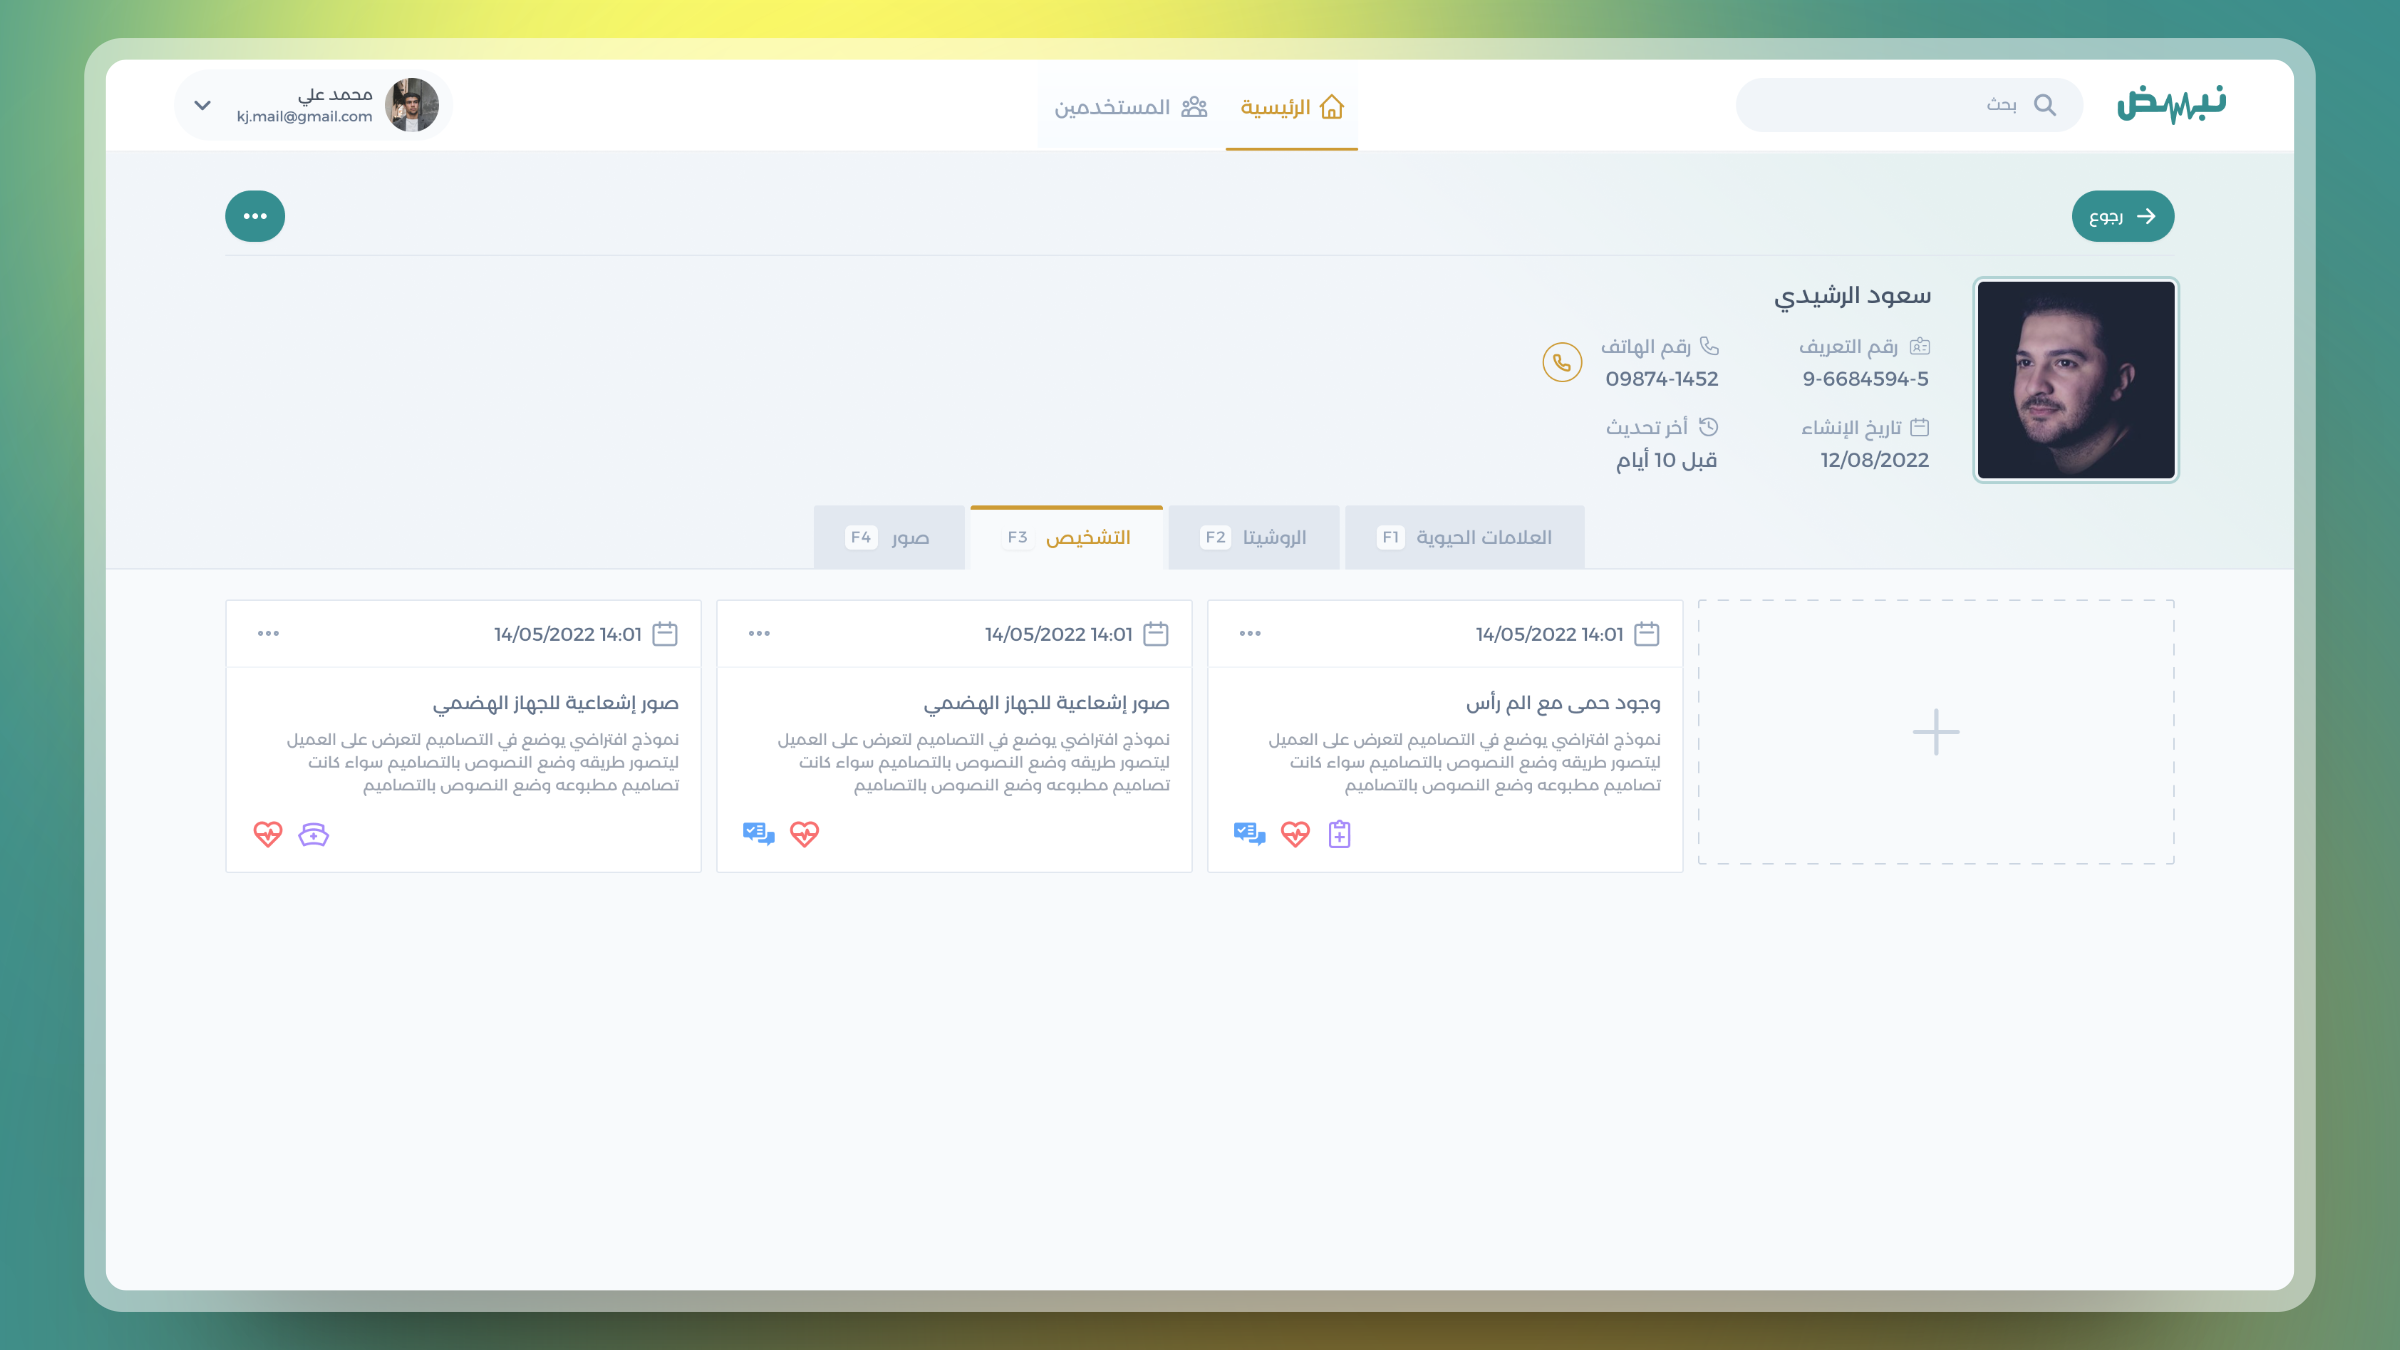 نبض
بحث
الرئيسية
المستخدمين
محمد علي
kj.mail@gmail.com
رجوع
سعود الرشيدي
رقم التعريف
9-6684594-5
رقم الهاتف
09874-1452
تاريخ الإنشاء
12/08/2022
أخر تحديث
قبل 10 أيام
العلامات الحيوية F1
الروشيتا F2
التشخيص F3
صور F4
14/05/2022 14:01
وجود حمى مع الم رأس
نموذج افتراضي يوضع في التصاميم لتعرض على العميل
ليتصور طريقه وضع النصوص بالتصاميم سواء كانت
تصاميم مطبوعه وضع النصوص بالتصاميم
14/05/2022 14:01
صور إشعاعية للجهاز الهضمي
نموذج افتراضي يوضع في التصاميم لتعرض على العميل
ليتصور طريقه وضع النصوص بالتصاميم سواء كانت
تصاميم مطبوعه وضع النصوص بالتصاميم
14/05/2022 14:01
صور إشعاعية للجهاز الهضمي
نموذج افتراضي يوضع في التصاميم لتعرض على العميل
ليتصور طريقه وضع النصوص بالتصاميم سواء كانت
تصاميم مطبوعه وضع النصوص بالتصاميم